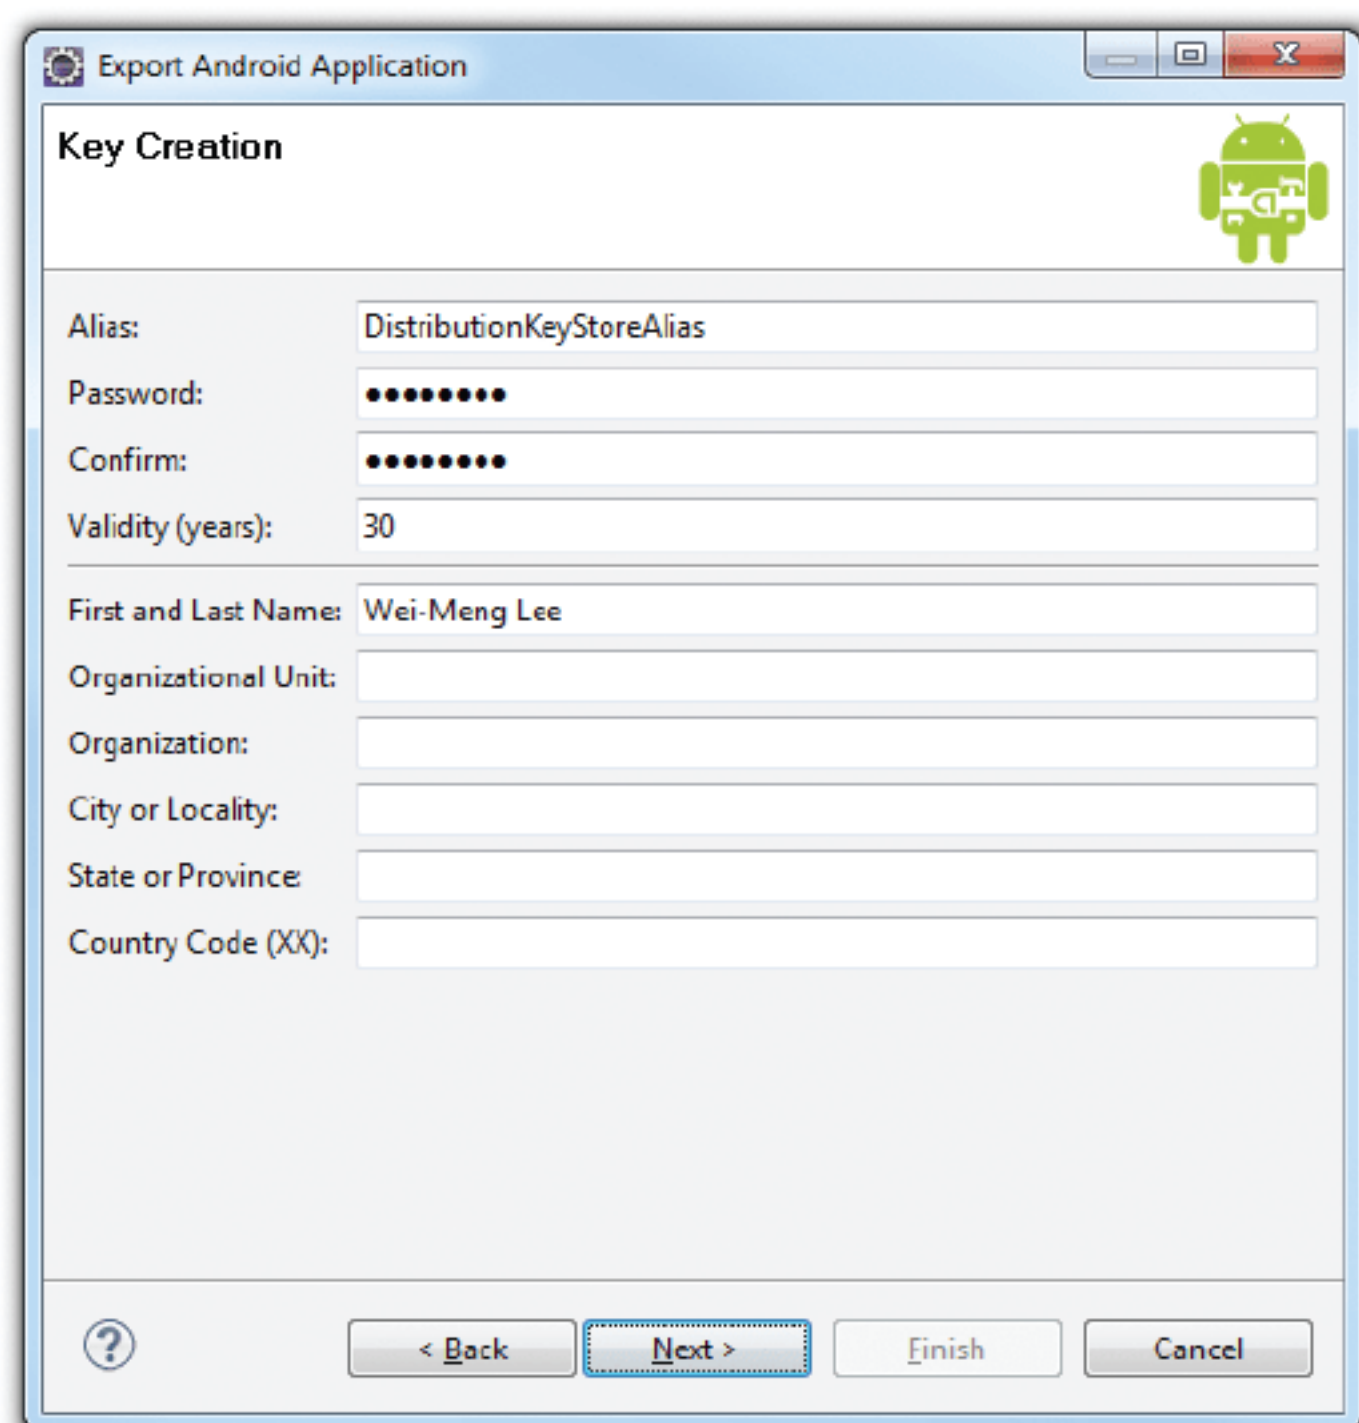 Export Android Application
Key Creation
Alias: DistributionKeyStoreAlias
Password: ●●●●●●●●
Confirm: ●●●●●●●●
Validity (years): 30
First and Last Name: Wei-Meng Lee
Organizational Unit:
Organization:
City or Locality:
State or Province:
Country Code (XX):
< Back Next > Finish Cancel